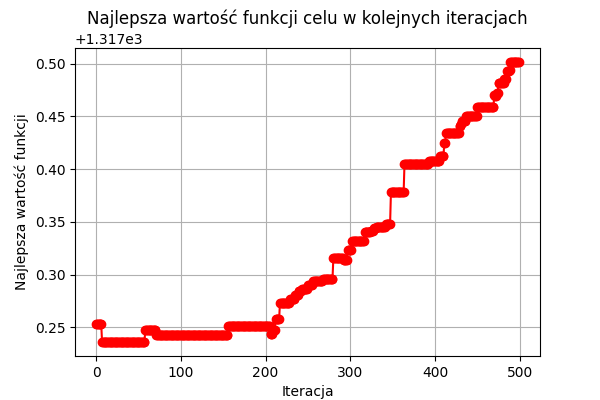 Najlepsza wartość funkcji celu w kolejnych iteracjach
+1.317e3
0.50
0.45
0.40
0.35
0.30
0.25
Najlepsza wartość funkcji
0 100 200 300 400 500
Iteracja